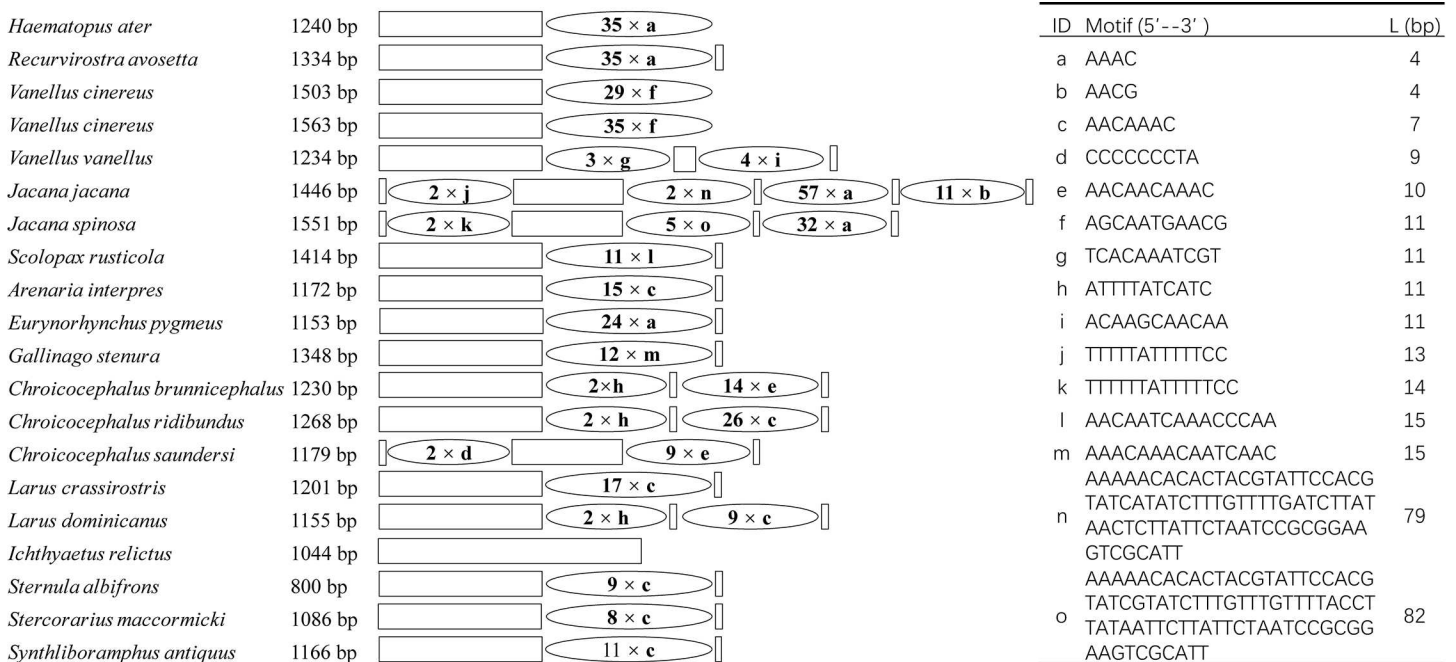 Haematopus ater 1240 bp 35 × a
Recurvirostra avosetta 1334 bp 35 × a
Vanellus cinereus 1503 bp 29 × f
Vanellus cinereus 1563 bp 35 × f
Vanellus vanellus 1234 bp 3 × g 4 × i
Jacana jacana 1446 bp 2 × j 2 × n 57 × a 11 × b
Jacana spinosa 1551 bp 2 × k 5 × o 32 × a
Scolopax rusticola 1414 bp 11 × l
Arenaria interpres 1172 bp 15 × c
Eurynorhynchus pygmeus 1153 bp 24 × a
Gallinago stenura 1348 bp 12 × m
Chroicocephalus brunnicephalus 1230 bp 2×h 14 × e
Chroicocephalus ridibundus 1268 bp 2 × h 26 × c
Chroicocephalus saundersi 1179 bp 2 × d 9 × e
Larus crassirostris 1201 bp 17 × c
Larus dominicanus 1155 bp 2 × h 9 × c
Ichthyaetus relictus 1044 bp
Sternula albifrons 800 bp 9 × c
Stercorarius maccormicki 1086 bp 8 × c
Synthliboramphus antiquus 1166 bp 11 × c
ID Motif (5'--3' ) L (bp)
a AAAC 4
b AACG 4
c AACAAAC 7
d CCCCCCCTA 9
e AACAACAAAC 10
f AGCAATGAACG 11
g TCACAAATCGT 11
h ATTTTATCATC 11
i ACAAGCAACAA 11
j TTTTTATTTTTCC 13
k TTTTTTATTTTTCC 14
l AACAATCAAACCCAA 15
m AAACAAACAATCAAC 15
AAAAACACACTACGTATTCCACG
TATCATATCTTTGTTTTGATCTTAT
n AACTCTTATTCTAATCCGCGGAA 79
GTCGCATT
AAAAACACACTACGTATTCCACG
TATCGTATCTTTGTTTGTTTTACCT
o TATAATTCTTATTCTAATCCGCGG 82
AAGTCGCATT